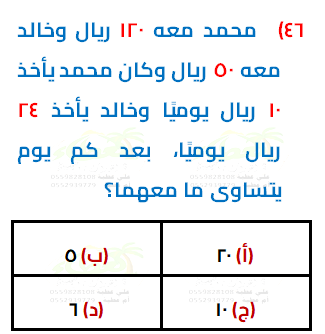 ٤٦) محمد معه ١٢٠ ريال وخالد
معه ٥٠ ريال وكان محمد يأخذ
١٠ ريال يوميًا وخالد يأخذ ٢٤
ريال يوميًا، بعد كم يوم
يتساوى ما معهما؟
(أ) ٢٠ (ب) ٥
(ج) ١٠ (د) ٦